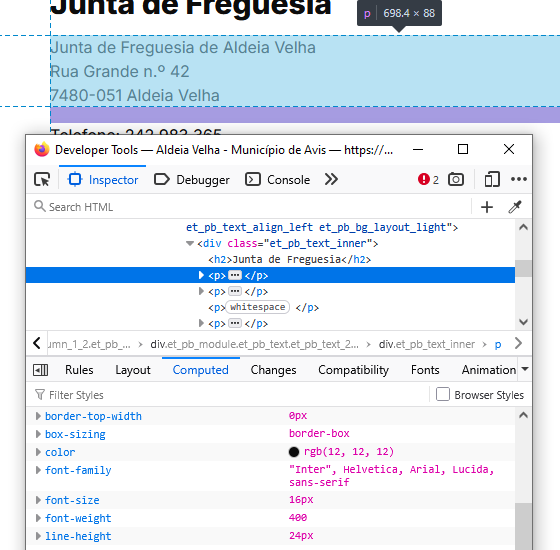 Junta de Freguesia
p 698.4 × 88
Junta de Freguesia de Aldeia Velha
Rua Grande n.º 42
7480-051 Aldeia Velha
Telefone: 242 983 365
Developer Tools — Aldeia Velha - Município de Avis — https://...
Inspector Debugger Console 2
Search HTML
et_pb_text_align_left et_pb_bg_layout_light">
<div class="et_pb_text_inner">
<h2>Junta de Freguesia</h2>
<p> ••• </p>
<p> ••• </p>
<p>whitespace </p>
<p> ••• </p>
umn_1_2.et_pb_... > div.et_pb_module.et_pb_text.et_pb_text_2... > div.et_pb_text_inner > p
Rules Layout Computed Changes Compatibility Fonts Animation
Filter Styles Browser Styles
border-top-width 0px
box-sizing border-box
color rgb(12, 12, 12)
font-family "Inter", Helvetica, Arial, Lucida,
sans-serif
font-size 16px
font-weight 400
line-height 24px